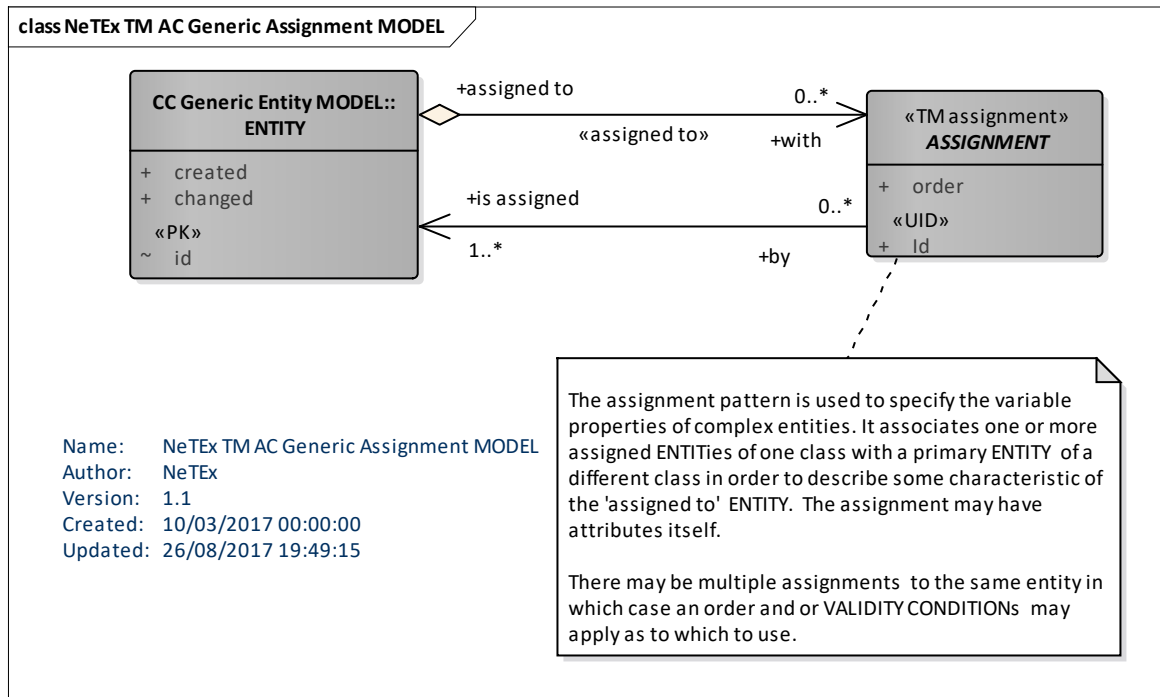 class NeTEx TM AC Generic Assignment MODEL
CC Generic Entity MODEL::
ENTITY
+ created
+ changed
«PK»
~ id
+assigned to
0..*
«assigned to»
+with
+is assigned
0..*
1..*
+by
«TM assignment»
ASSIGNMENT
+ order
«UID»
+ Id
The assignment pattern is used to specify the variable
properties of complex entities. It associates one or more
assigned ENTITies of one class with a primary ENTITY of a
different class in order to describe some characteristic of
the 'assigned to' ENTITY. The assignment may have
attributes itself.
There may be multiple assignments to the same entity in
which case an order and or VALIDITY CONDITIONs may
apply as to which to use.
Name: NeTEx TM AC Generic Assignment MODEL
Author: NeTEx
Version: 1.1
Created: 10/03/2017 00:00:00
Updated: 26/08/2017 19:49:15